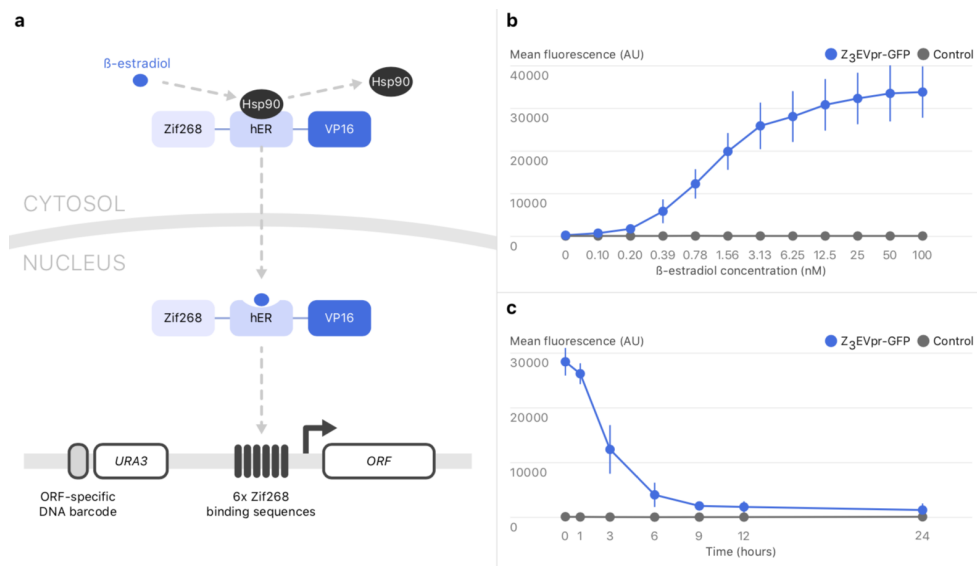 a
ß-estradiol
Hsp90
Hsp90
Zif268
hER
VP16
CYTOSOL
NUCLEUS
Zif268
hER
VP16
URA3
ORF
ORF-specific
DNA barcode
6x Zif268
binding sequences
b
Mean fluorescence (AU)
Z3EVpr-GFP
Control
40000
30000
20000
10000
0
0 0.10 0.20 0.39 0.78 1.56 3.13 6.25 12.5 25 50 100
ß-estradiol concentration (nM)
c
Mean fluorescence (AU)
Z3EVpr-GFP
Control
30000
20000
10000
0
0 1 3 6 9 12 24
Time (hours)